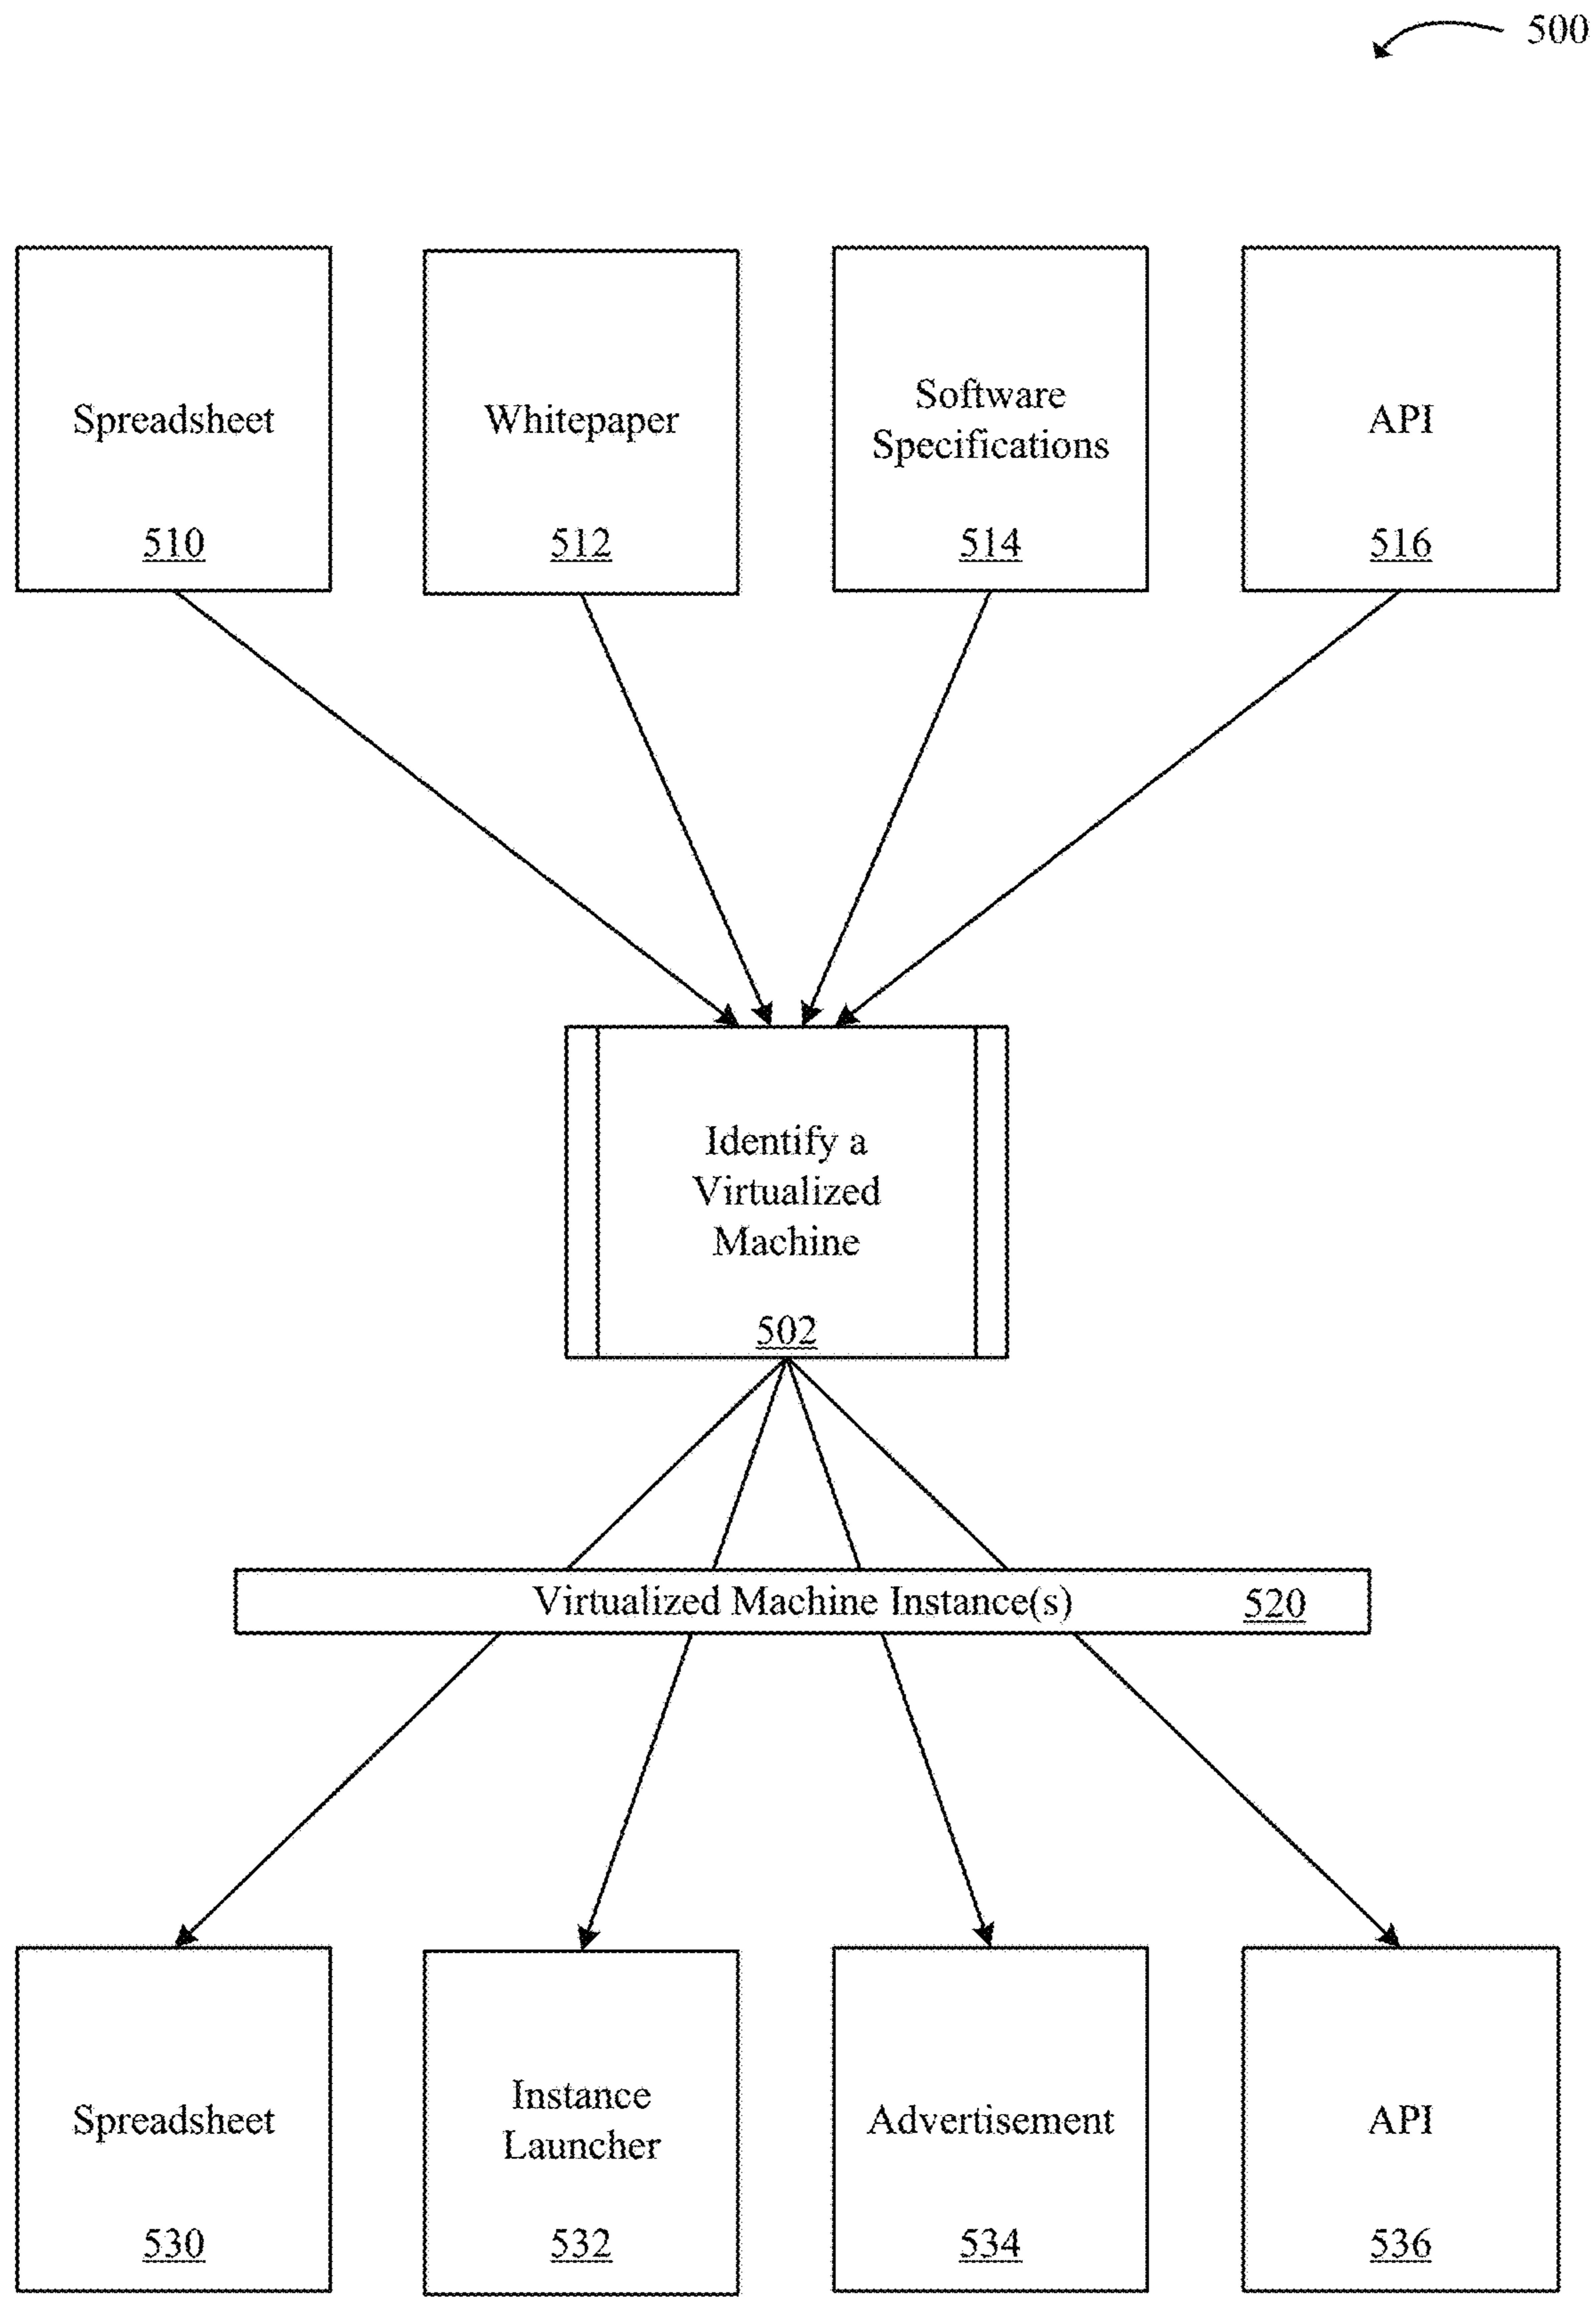 500
Spreadsheet
510
Whitepaper
512
Software
Specifications
514
API
516
Identify a
Virtualized
Machine
502
Virtualized Machine Instance(s) 520
Spreadsheet
530
Instance
Launcher
532
Advertisement
534
API
536